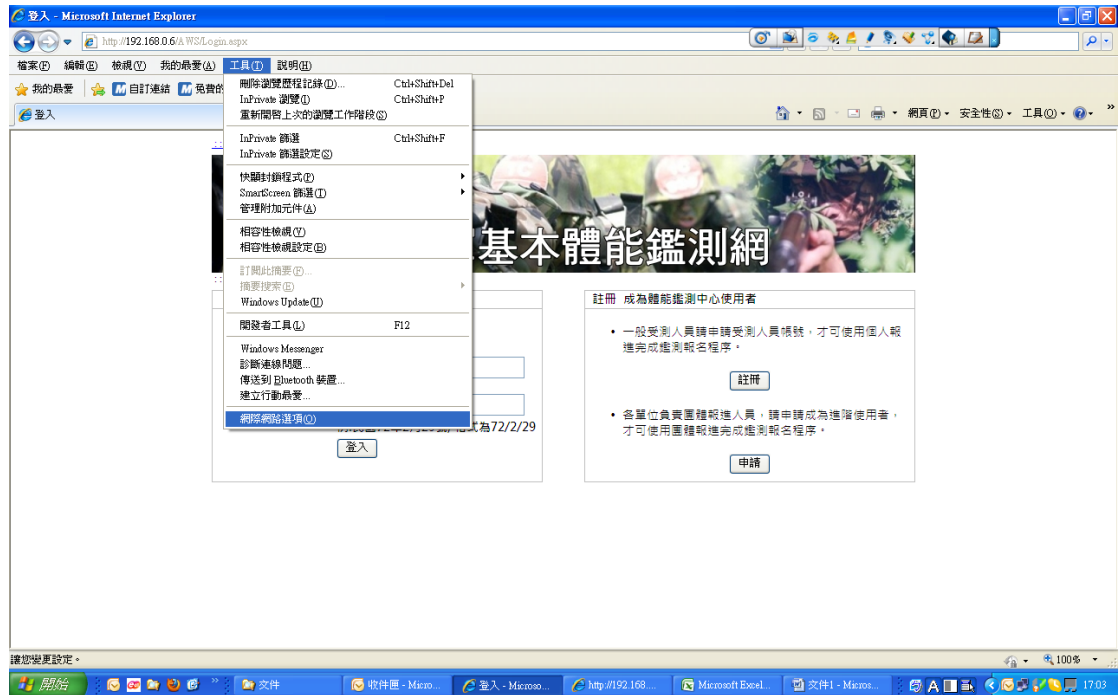 登入 - Microsoft Internet Explorer
http://192.168.0.6/AWS/Login.aspx
檔案(F) 編輯(E) 檢視(V) 我的最愛(A) 工具(T) 說明(H)
我的最愛 自訂連結 免費的
登入
網頁(P) 安全性(S) 工具(O)
刪除瀏覽歷程記錄(D)... Ctrl+Shift+Del
InPrivate 瀏覽(I) Ctrl+Shift+P
重新開啓上次的瀏覽工作階段(S)
InPrivate 篩選 Ctrl+Shift+F
InPrivate 篩選設定(S)
快顯封鎖程式(P)
SmartScreen 篩選(T)
管理附加元件(A)
相容性檢視(V)
相容性檢視設定(B)
訂閱此摘要(F)...
摘要搜索(E)
Windows Update(U)
開發者工具(L) F12
Windows Messenger
診斷連線問題...
傳送到 Bluetooth 裝置...
建立行動最愛...
網際網路選項(O)
基本體能鑑測網
格式為72/2/29
登入
註冊 成為體能鑑測中心使用者
• 一般受測人員請申請受測人員帳號，才可使用個人報
進完成鑑測報名程序。
註冊
• 各單位負責團體報進人員，請申請成為進階使用者，
才可使用團體報進完成鑑測報名程序。
申請
讓您變更設定。
100%
開始
文件
收件匣 - Micro...
登入 - Microso...
http://192.168....
Microsoft Excel...
文件1 - Micros...
17:03